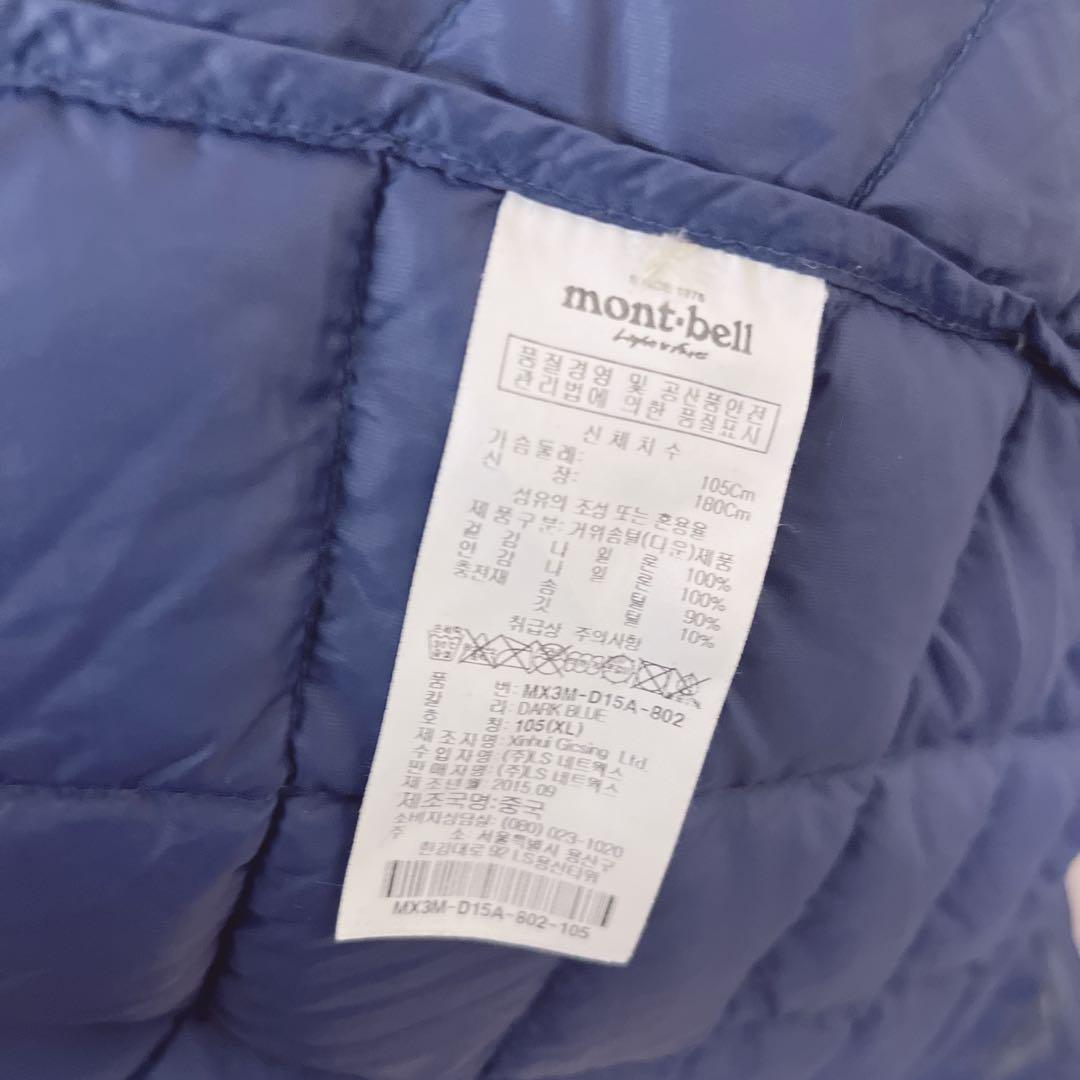 SINCE 1975
mont·bell
Light & Fast
품질경영 및 공산품안전
관리법에 의한 품질표시
신체치수
가슴둘레: 105Cm
신 장: 180Cm
섬유의 조성 또는 혼용율
제품구분: 거위솜털(다운)제품
겉 감 나 일 론 100%
안 감 나 일 론 100%
충전재 솜 털 90%
깃 털 10%
취급상 주의사항
품 번: MX3M-D15A-802
칼 라: DARK BLUE
호 칭: 105(XL)
제조자명: Xinhui Gicsing Ltd.
수입자명: (주)LS 네트웍스
판매자명: (주)LS 네트웍스
제조년월: 2015.09
제조국명: 중국
소비자상담실: (080) 023-1020
주 소: 서울특별시 용산구
한강대로 92 LS용산타워
MX3M-D15A-802-105